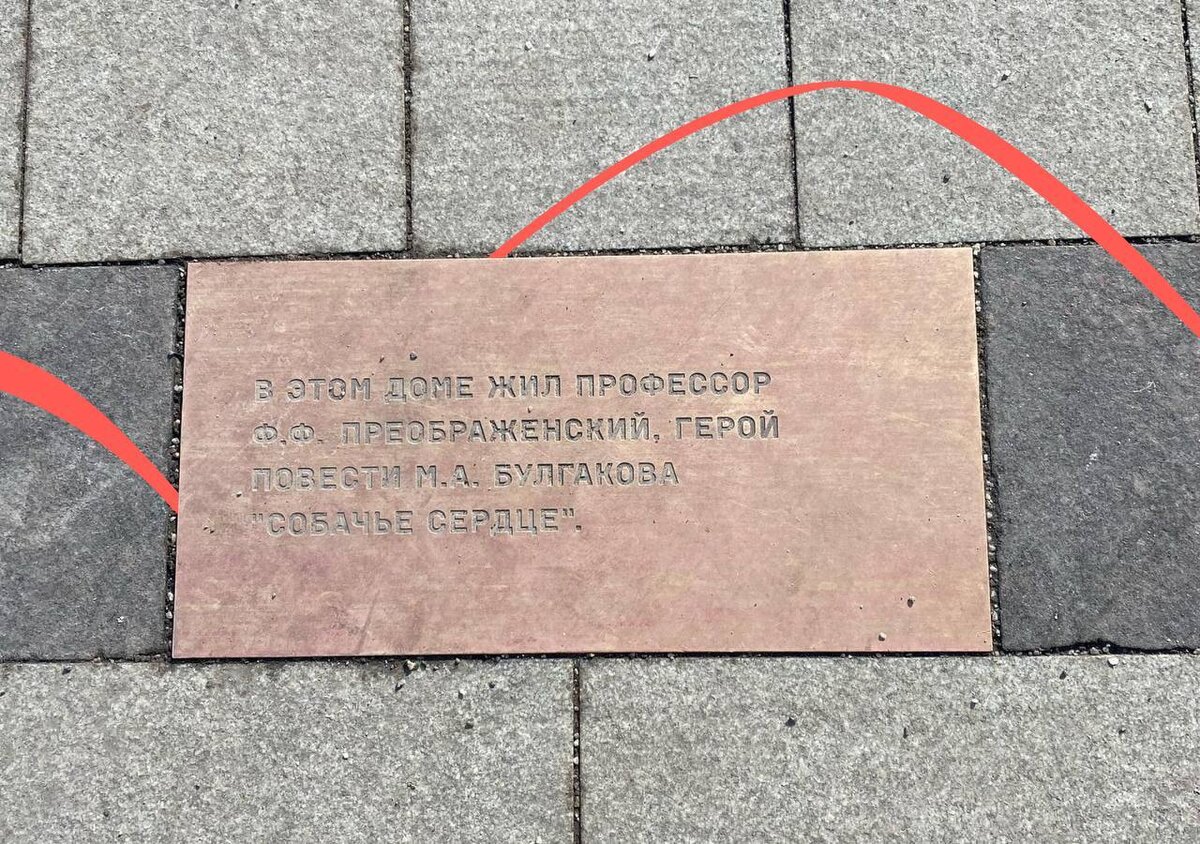 В ЭТОМ ДОМЕ ЖИЛ ПРОФЕССОР
Ф.Ф. ПРЕОБРАЖЕНСКИЙ, ГЕРОЙ
ПОВЕСТИ М.А. БУЛГАКОВА
"СОБАЧЬЕ СЕРДЦЕ".